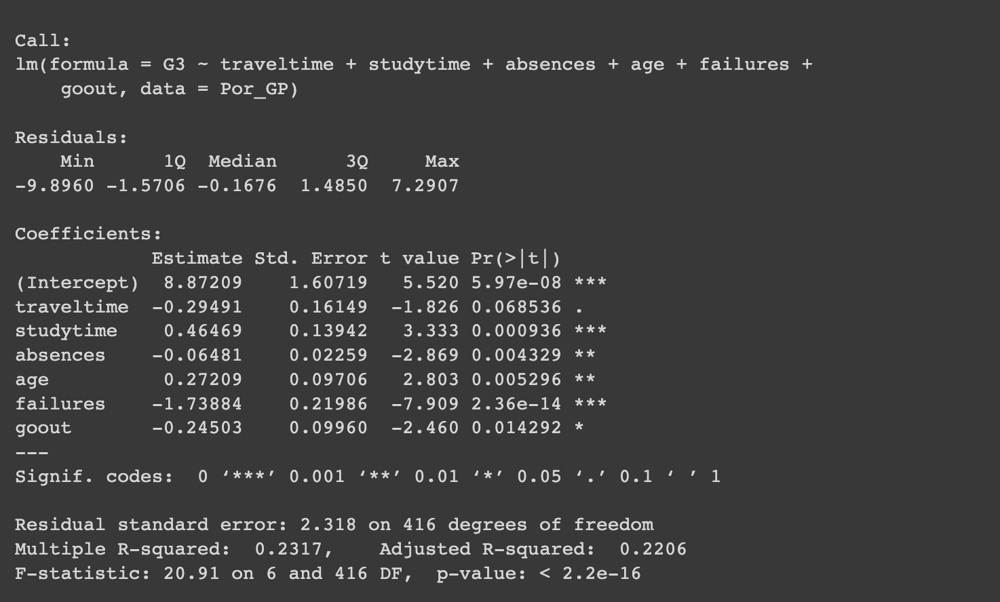 Call:
lm(formula = G3 ~ traveltime + studytime + absences + age + failures +
    goout, data = Por_GP)

Residuals:
    Min      1Q  Median      3Q     Max
-9.8960 -1.5706 -0.1676  1.4850  7.2907

Coefficients:
            Estimate Std. Error t value Pr(>|t|)
(Intercept)  8.87209    1.60719   5.520 5.97e-08 ***
traveltime  -0.29491    0.16149  -1.826 0.068536 .
studytime    0.46469    0.13942   3.333 0.000936 ***
absences    -0.06481    0.02259  -2.869 0.004329 **
age          0.27209    0.09706   2.803 0.005296 **
failures    -1.73884    0.21986  -7.909 2.36e-14 ***
goout       -0.24503    0.09960  -2.460 0.014292 *
---
Signif. codes:  0 ‘***’ 0.001 ‘**’ 0.01 ‘*’ 0.05 ‘.’ 0.1 ‘ ’ 1

Residual standard error: 2.318 on 416 degrees of freedom
Multiple R-squared:  0.2317,    Adjusted R-squared:  0.2206
F-statistic: 20.91 on 6 and 416 DF,  p-value: < 2.2e-16